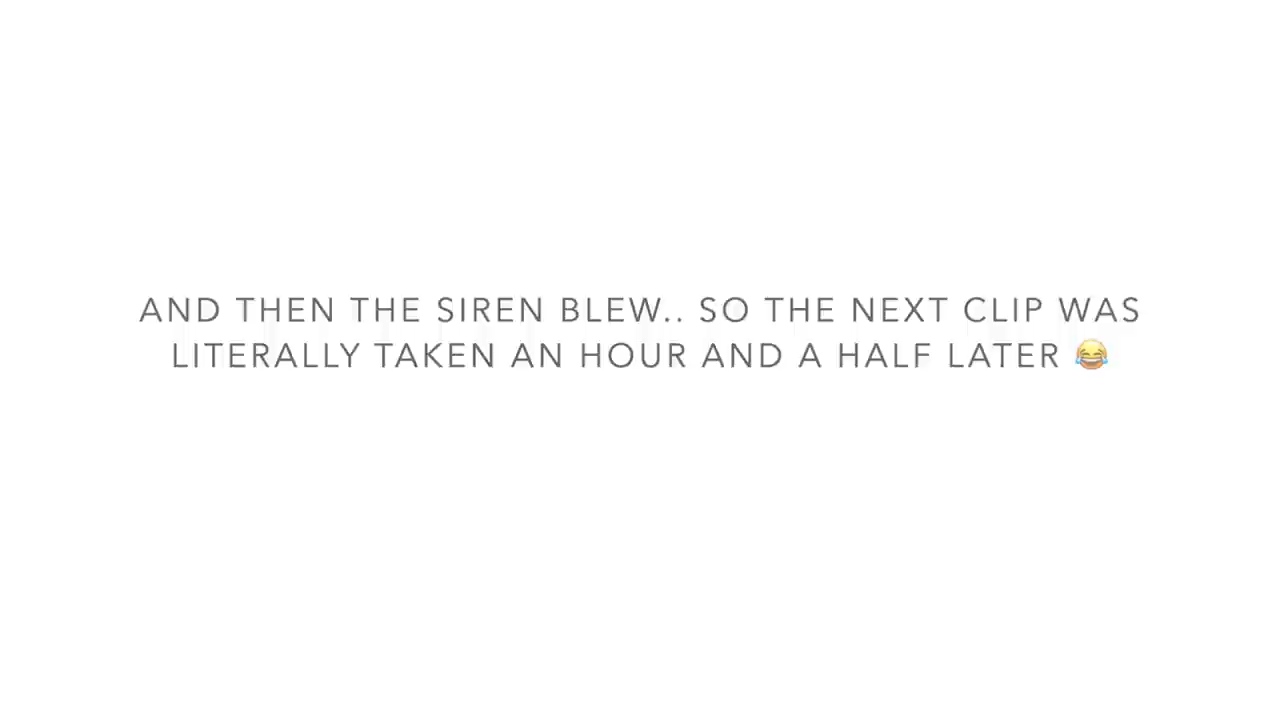 AND THEN THE SIREN BLEW.. SO THE NEXT CLIP WAS
LITERALLY TAKEN AN HOUR AND A HALF LATER 😂